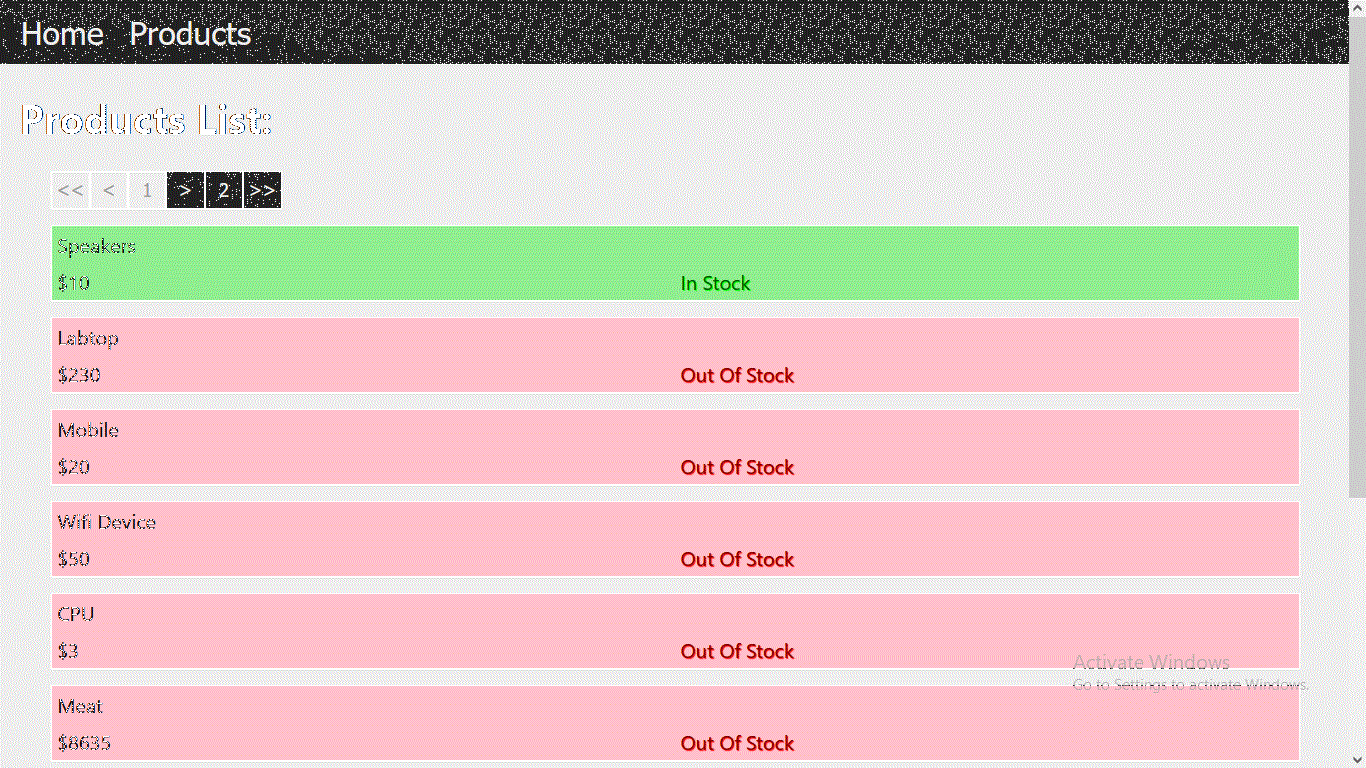 Home Products
Products List:
<< < 1 > 2 >>
Speakers
$10 In Stock
Labtop
$230 Out Of Stock
Mobile
$20 Out Of Stock
Wifi Device
$50 Out Of Stock
CPU
$3 Out Of Stock
Activate Windows
Go to Settings to activate Windows.
Meat
$8635 Out Of Stock